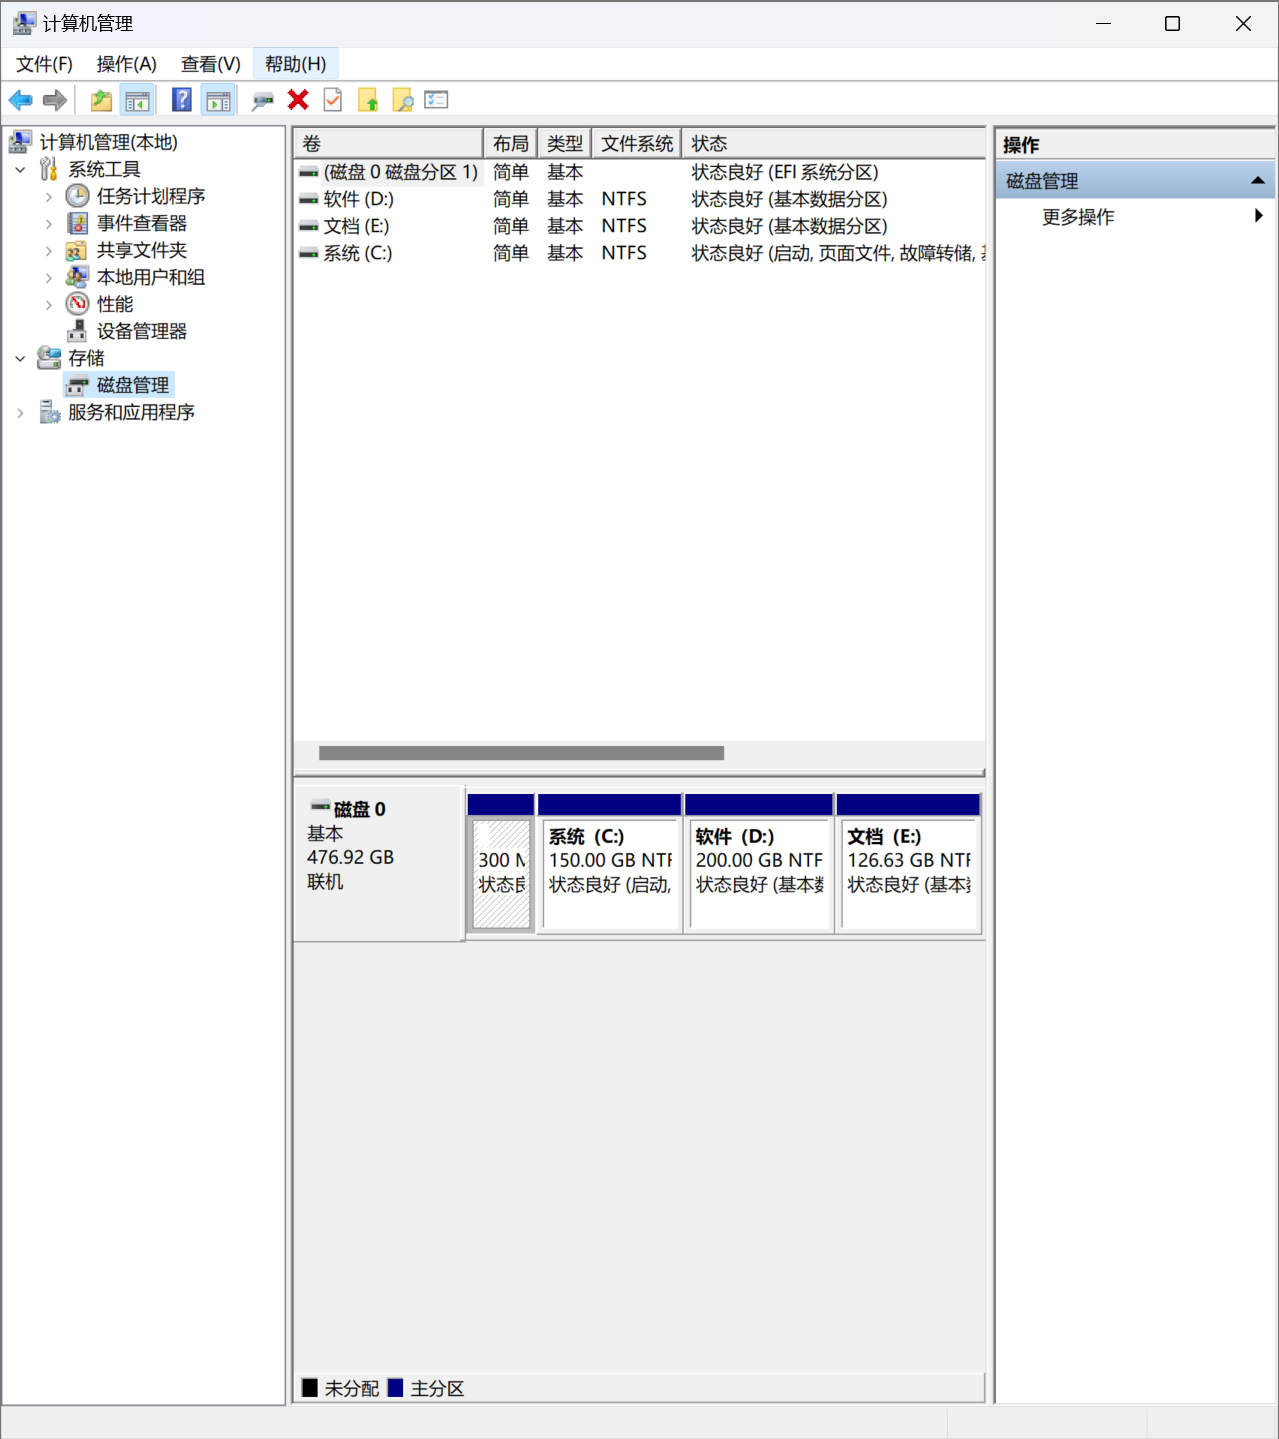 计算机管理
文件(F) 操作(A) 查看(V) 帮助(H)
计算机管理(本地)
系统工具
任务计划程序
事件查看器
共享文件夹
本地用户和组
性能
设备管理器
存储
磁盘管理
服务和应用程序
卷 布局 类型 文件系统 状态
(磁盘 0 磁盘分区 1) 简单 基本 状态良好 (EFI 系统分区)
软件 (D:) 简单 基本 NTFS 状态良好 (基本数据分区)
文档 (E:) 简单 基本 NTFS 状态良好 (基本数据分区)
系统 (C:) 简单 基本 NTFS 状态良好 (启动, 页面文件, 故障转储,
磁盘 0
基本
476.92 GB
联机
300
状态良
系统 (C:)
150.00 GB NTF
状态良好 (启动,
软件 (D:)
200.00 GB NTF
状态良好 (基本
文档 (E:)
126.63 GB NTF
状态良好 (基本
未分配 主分区
操作
磁盘管理
更多操作